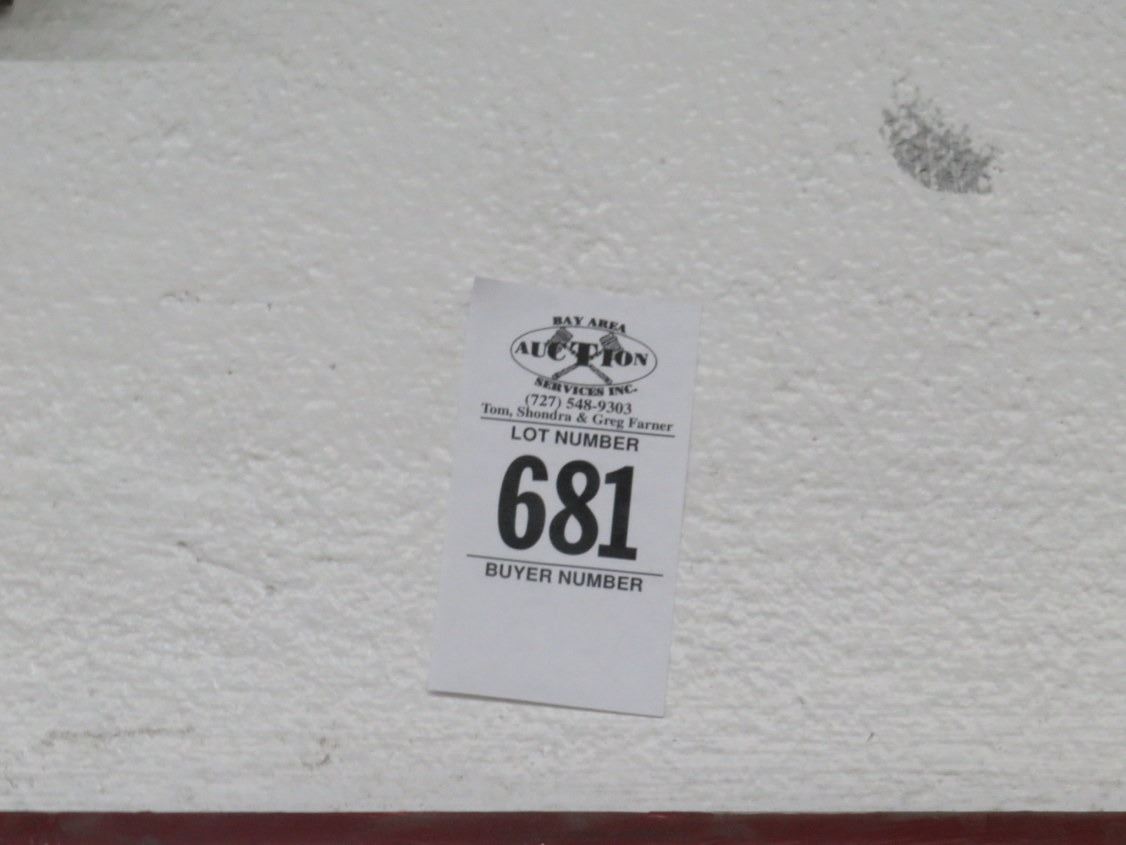 BAY AREA
AUCTION
SERVICES INC.
(727) 548-9303
Tom, Shondra & Greg Farner
LOT NUMBER
681
BUYER NUMBER